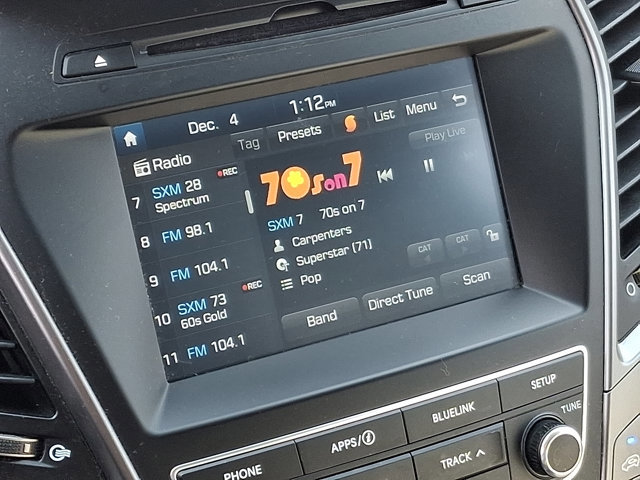 Dec. 4
1:12 PM
Tag
Presets
List
Menu
Radio
Play Live
7 SXM 28 REC
Spectrum
8 FM 98.1
9 FM 104.1
10 SXM 73 REC
60s Gold
11 FM 104.1
70s on 7
SXM 7 70s on 7
Carpenters
Superstar (71)
Pop
CAT
CAT
Band
Direct Tune
Scan
PHONE
APPS/i
BLUELINK
SETUP
TRACK
TUNE